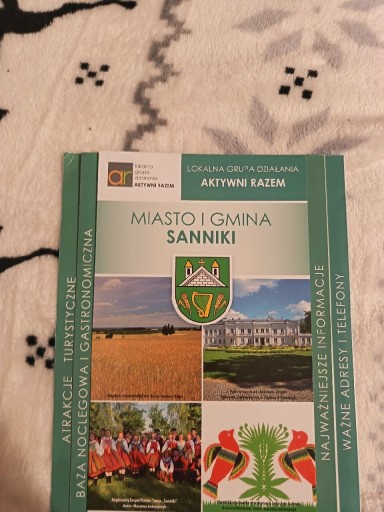 lokalna
grupa
działania
AKTYWNI RAZEM
LOKALNA GRUPA DZIAŁANIA
AKTYWNI RAZEM
MIASTO I GMINA
SANNIKI
ATRAKCJE TURYSTYCZNE
BAZA NOCLEGOWA I GASTRONOMICZNA
NAJWAŻNIEJSZE INFORMACJE
WAŻNE ADRESY I TELEFONY